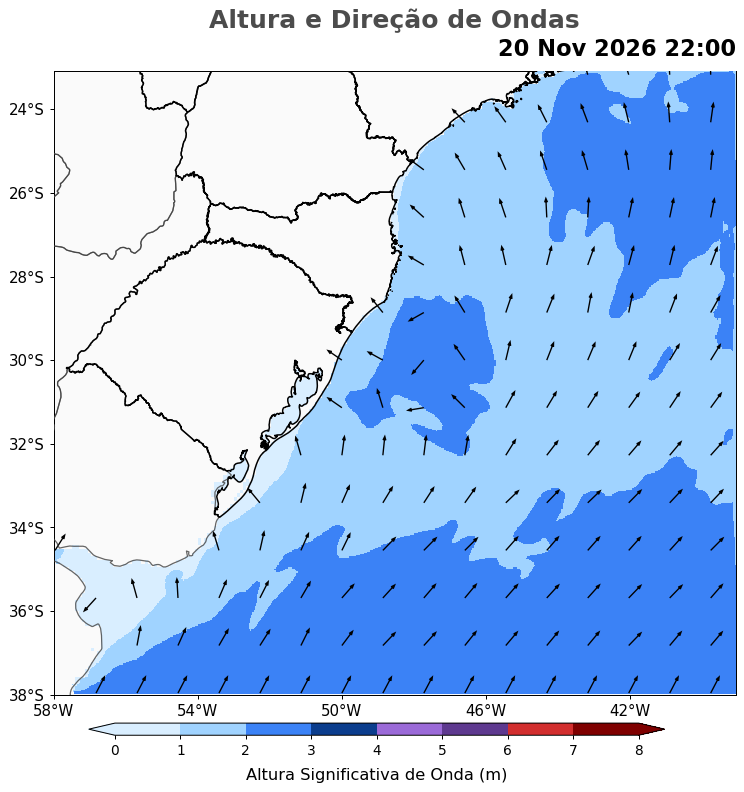 Altura e Direção de Ondas
20 Nov 2026 22:00
24°S
26°S
28°S
30°S
32°S
34°S
36°S
38°S
58°W 54°W 50°W 46°W 42°W
0 1 2 3 4 5 6 7 8
Altura Significativa de Onda (m)